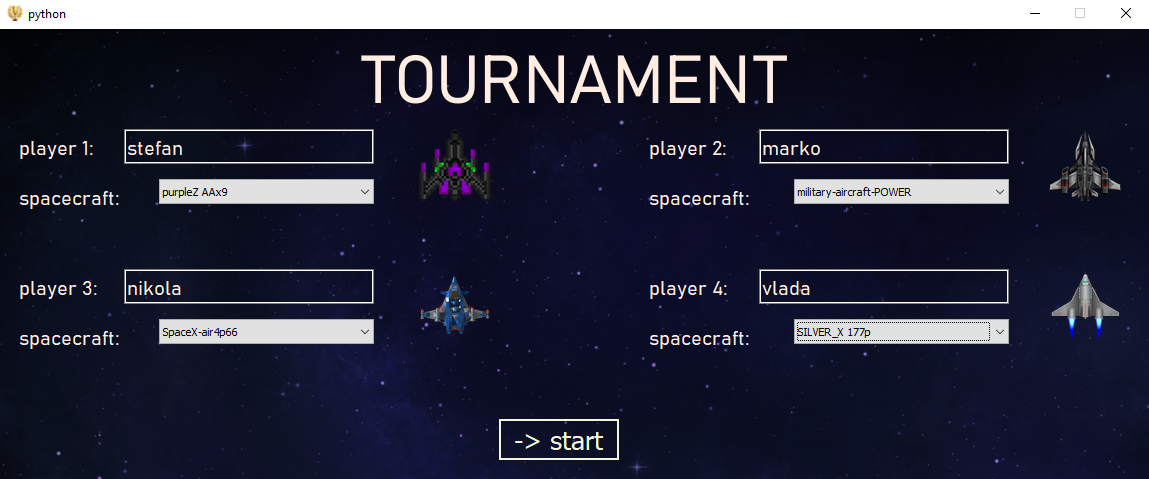 python
TOURNAMENT
player 1: stefan
spacecraft: purpleZ AAx9
player 2: marko
spacecraft: military-aircraft-POWER
player 3: nikola
spacecraft: SpaceX-air4p66
player 4: vlada
spacecraft: SILVER_X 177p
-> start